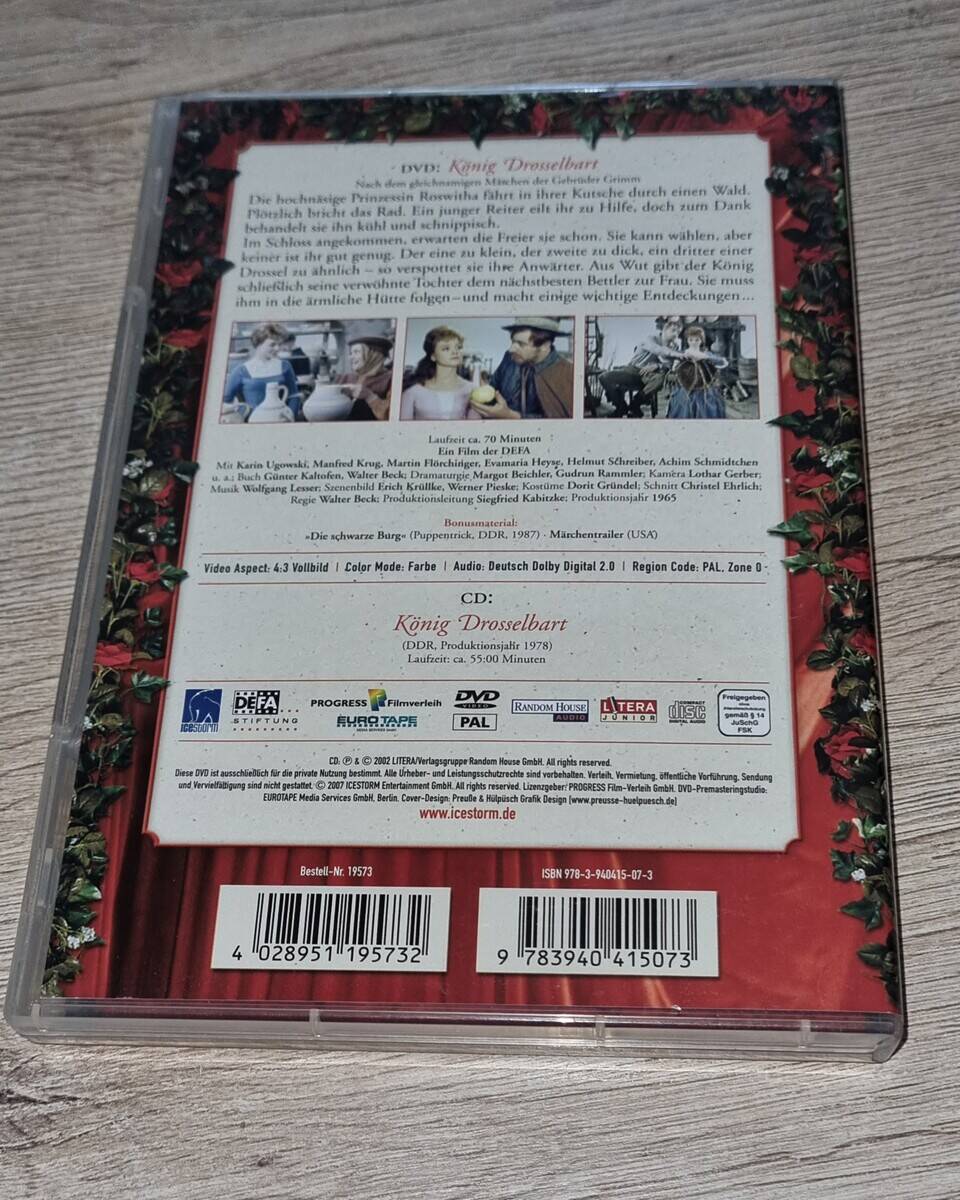 DVD: König Drosselbart
Nach dem gleichnamigen Märchen der Gebrüder Grimm
Die hochnäsige Prinzessin Roswitha fährt in ihrer Kutsche durch einen Wald.
Plötzlich bricht das Rad. Ein junger Reiter eilt ihr zu Hilfe, doch zum Dank
behandelt sie ihn kühl und schnippisch.
Im Schloss angekommen, erwarten die Freier sie schon. Sie kann wählen, aber
keiner ist ihr gut genug. Der eine zu klein, der zweite zu dick, ein dritter einer
Drossel zu ähnlich – so verspottet sie ihre Anwärter. Aus Wut gibt der König
schließlich seine verwöhnte Tochter dem nächstbesten Bettler zur Frau. Sie muss
ihm in die ärmliche Hütte folgen – und macht einige wichtige Entdeckungen ...
Laufzeit ca. 70 Minuten
Ein Film der DEFA
Mit Karin Ugowski, Manfred Krug, Martin Flörchinger, Evamaria Heyse, Helmut Schreiber, Achim Schmidtchen
u. a.; Buch Günter Kaltofen, Walter Beck; Dramaturgie Margot Beichler, Gudrun Rammler; Kamera Lothar Gerber;
Musik Wolfgang Lesser; Szenenbild Erich Krüllke, Werner Pieske; Kostüme Dorit Gründel; Schnitt Christel Ehrlich;
Regie Walter Beck; Produktionsleitung Siegfried Kabitzke; Produktionsjahr 1965
Bonusmaterial:
»Die schwarze Burg« (Puppentrick, DDR, 1987) · Märchentrailer (USA)
Video Aspect: 4:3 Vollbild | Color Mode: Farbe | Audio: Deutsch Dolby Digital 2.0 | Region Code: PAL, Zone 0
CD:
König Drosselbart
(DDR, Produktionsjahr 1978)
Laufzeit: ca. 55:00 Minuten
icestorm
DEFA
STIFTUNG
PROGRESS Filmverleih
EUROTAPE
MEDIA SERVICES GmbH
DVD
VIDEO
PAL
RANDOM HOUSE
AUDIO
LITERA
JUNIOR
COMPACT
disc
DIGITAL AUDIO
Freigegeben
ohne
Altersbeschränkung
gemäß § 14
JuSchG
FSK
CD: ℗ & © 2002 LITERA/Verlagsgruppe Random House GmbH. All rights reserved.
Diese DVD ist ausschließlich für die private Nutzung bestimmt. Alle Urheber- und Leistungsschutzrechte sind vorbehalten. Verleih, Vermietung, öffentliche Vorführung, Sendung
und Vervielfältigung sind nicht gestattet. © 2007 ICESTORM Entertainment GmbH. All rights reserved. Lizenzgeber: PROGRESS Film-Verleih GmbH. DVD-Premasteringstudio:
EUROTAPE Media Services GmbH, Berlin. Cover-Design: Preuße & Hülpüsch Grafik Design (www.preusse-huelpuesch.de)
www.icestorm.de
Bestell-Nr. 19573
ISBN 978-3-940415-07-3
4 028951 195732
9 783940 415073